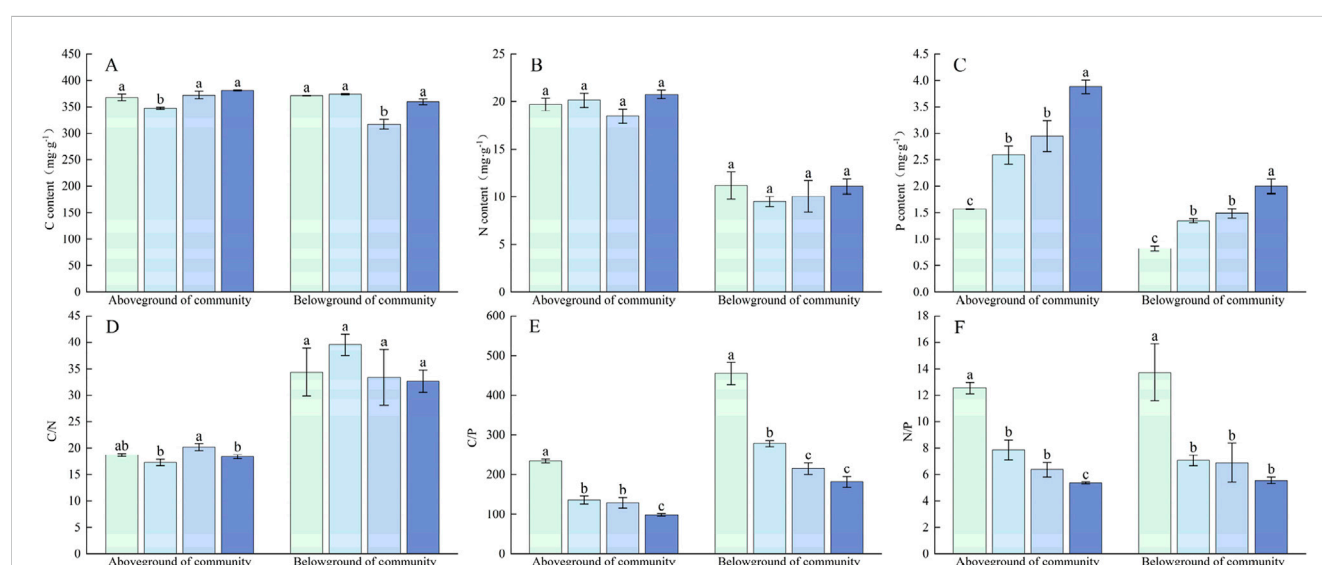 A
C content（mg·g-1）
450
400
350
300
250
200
150
100
50
0
a
b
a
a
a
a
b
a
Aboveground of community
Belowground of community
B
N content（mg·g-1）
25
20
15
10
5
0
a
a
a
a
a
a
a
a
Aboveground of community
Belowground of community
C
P content（mg·g-1）
4.5
4.0
3.5
3.0
2.5
2.0
1.5
1.0
0.5
0.0
c
b
b
a
c
b
b
a
Aboveground of community
Belowground of community
D
C/N
45
40
35
30
25
20
15
10
5
0
ab
b
a
b
a
a
a
a
Aboveground of community
Belowground of community
E
C/P
600
500
400
300
200
100
0
a
b
b
c
a
b
c
c
Aboveground of community
Belowground of community
F
N/P
18
16
14
12
10
8
6
4
2
0
a
b
b
c
a
b
b
b
Aboveground of community
Belowground of community